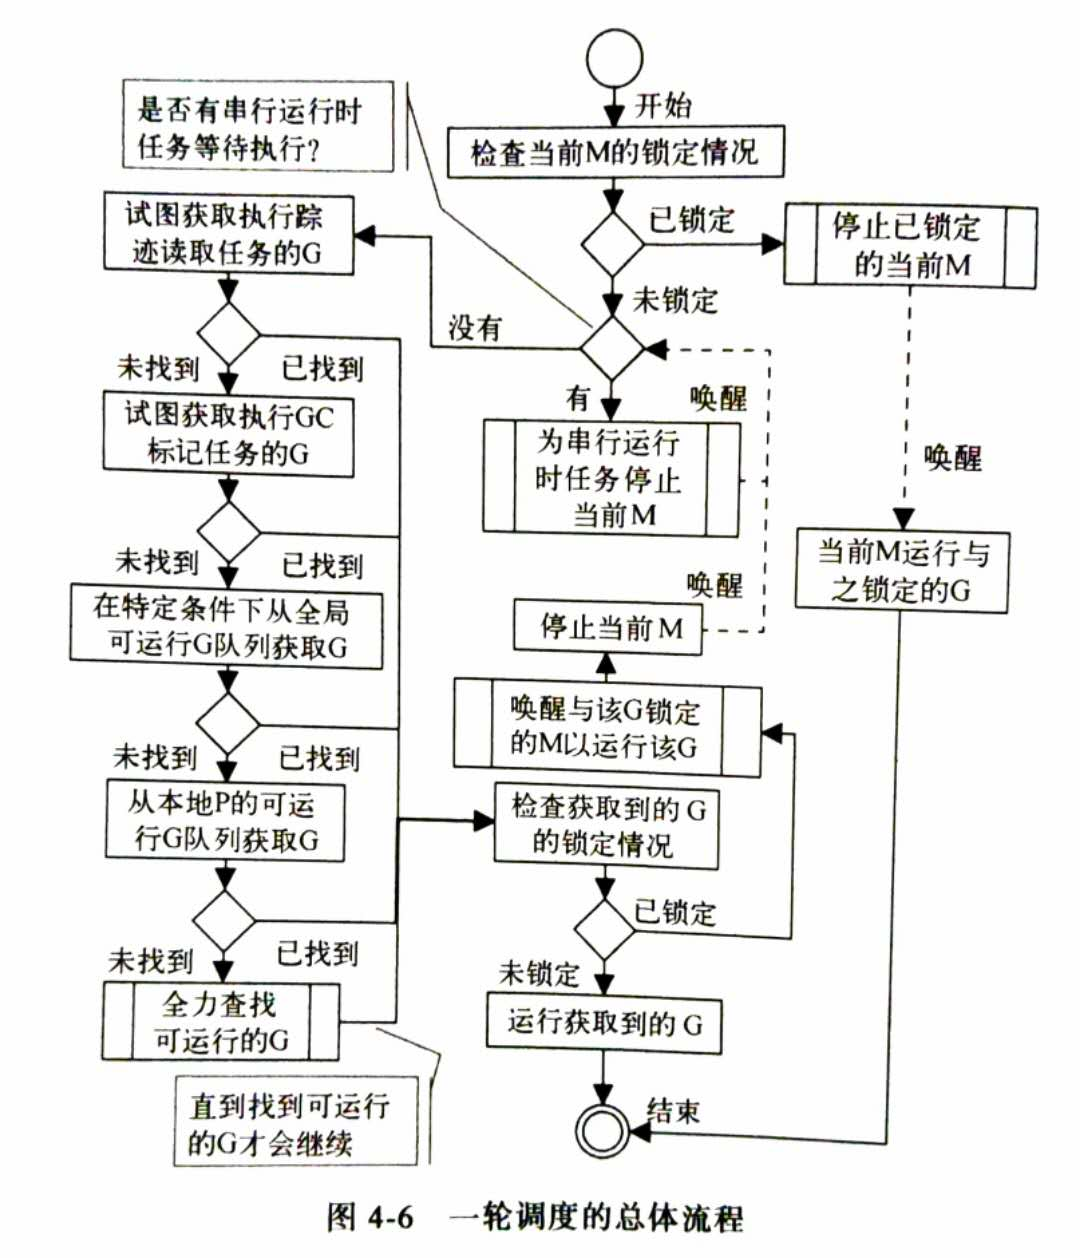 开始
是否有串行运行时
任务等待执行?
检查当前M的锁定情况
试图获取执行踪
迹读取任务的G
已锁定
停止已锁定
的当前M
未锁定
没有
未找到
已找到
有
唤醒
试图获取执行GC
标记任务的G
为串行运行
时任务停止
当前M
唤醒
未找到
已找到
当前M运行与
之锁定的G
在特定条件下从全局
可运行G队列获取G
唤醒
停止当前M
唤醒与该G锁定
的M以运行该G
未找到
已找到
从本地P的可运
行G队列获取G
检查获取到的G
的锁定情况
已锁定
未找到
已找到
未锁定
全力查找
可运行的G
运行获取到的G
直到找到可运行
的G才会继续
结束
图 4-6 一轮调度的总体流程